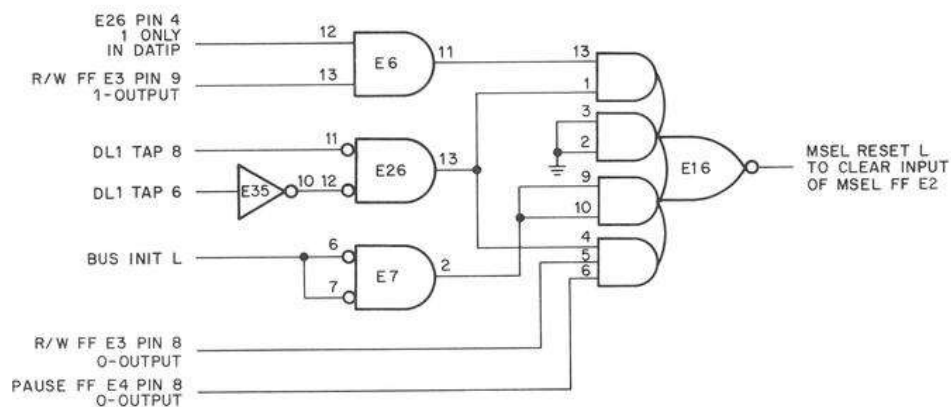 E26 PIN 4
1 ONLY
IN DATIP
12
E6
11
13
R/W FF E3 PIN 9
1-OUTPUT
13
1
3
2
DL1 TAP 8
11
E26
13
DL1 TAP 6
E35
10
12
E16
MSEL RESET L
TO CLEAR INPUT
OF MSEL FF E2
9
10
BUS INIT L
6
7
E7
2
4
5
6
R/W FF E3 PIN 8
0-OUTPUT
PAUSE FF E4 PIN 8
0-OUTPUT